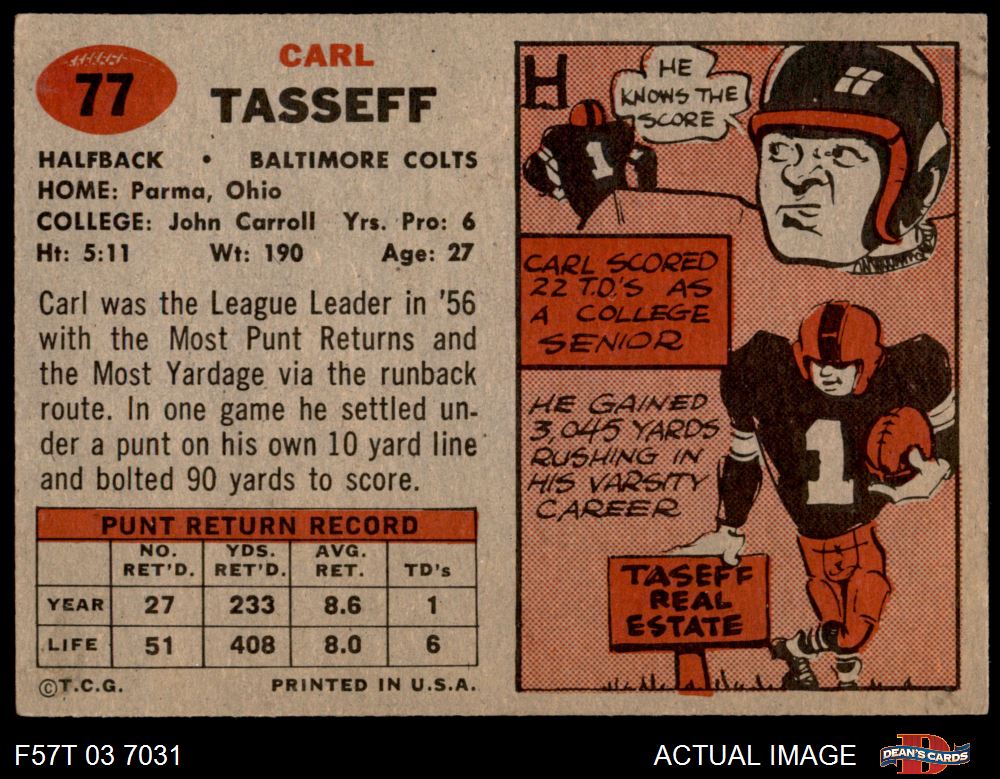 77
CARL
TASSEFF
HALFBACK • BALTIMORE COLTS
HOME: Parma, Ohio
COLLEGE: John Carroll Yrs. Pro: 6
Ht: 5:11 Wt: 190 Age: 27
Carl was the League Leader in '56
with the Most Punt Returns and
the Most Yardage via the runback
route. In one game he settled un-
der a punt on his own 10 yard line
and bolted 90 yards to score.
PUNT RETURN RECORD
NO. RET'D. YDS. RET'D. AVG. RET. TD's
YEAR 27 233 8.6 1
LIFE 51 408 8.0 6
©T.C.G. PRINTED IN U.S.A.
H
HE
KNOWS THE
SCORE
1
CARL SCORED
22 T.D.'S AS
A COLLEGE
SENIOR
HE GAINED
3,045 YARDS
RUSHING IN
HIS VARSITY
CAREER
1
TASEFF
REAL
ESTATE
F57T 03 7031
ACTUAL IMAGE
D
DEAN'S CARDS